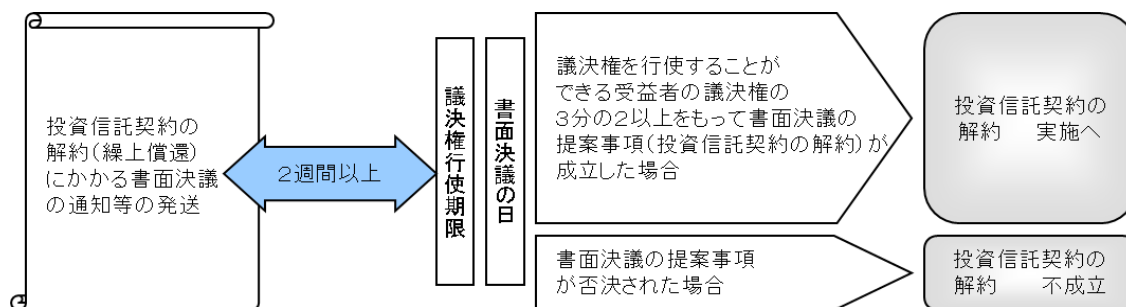 投資信託契約の
解約（繰上償還）
にかかる書面決議
の通知等の発送
２週間以上
議決権行使期限
書面決議の日
議決権を行使することが
できる受益者の議決権の
３分の２以上をもって書面決議の
提案事項（投資信託契約の解約）が
成立した場合
投資信託契約の
解約　実施へ
書面決議の提案事項
が否決された場合
投資信託契約の
解約　不成立